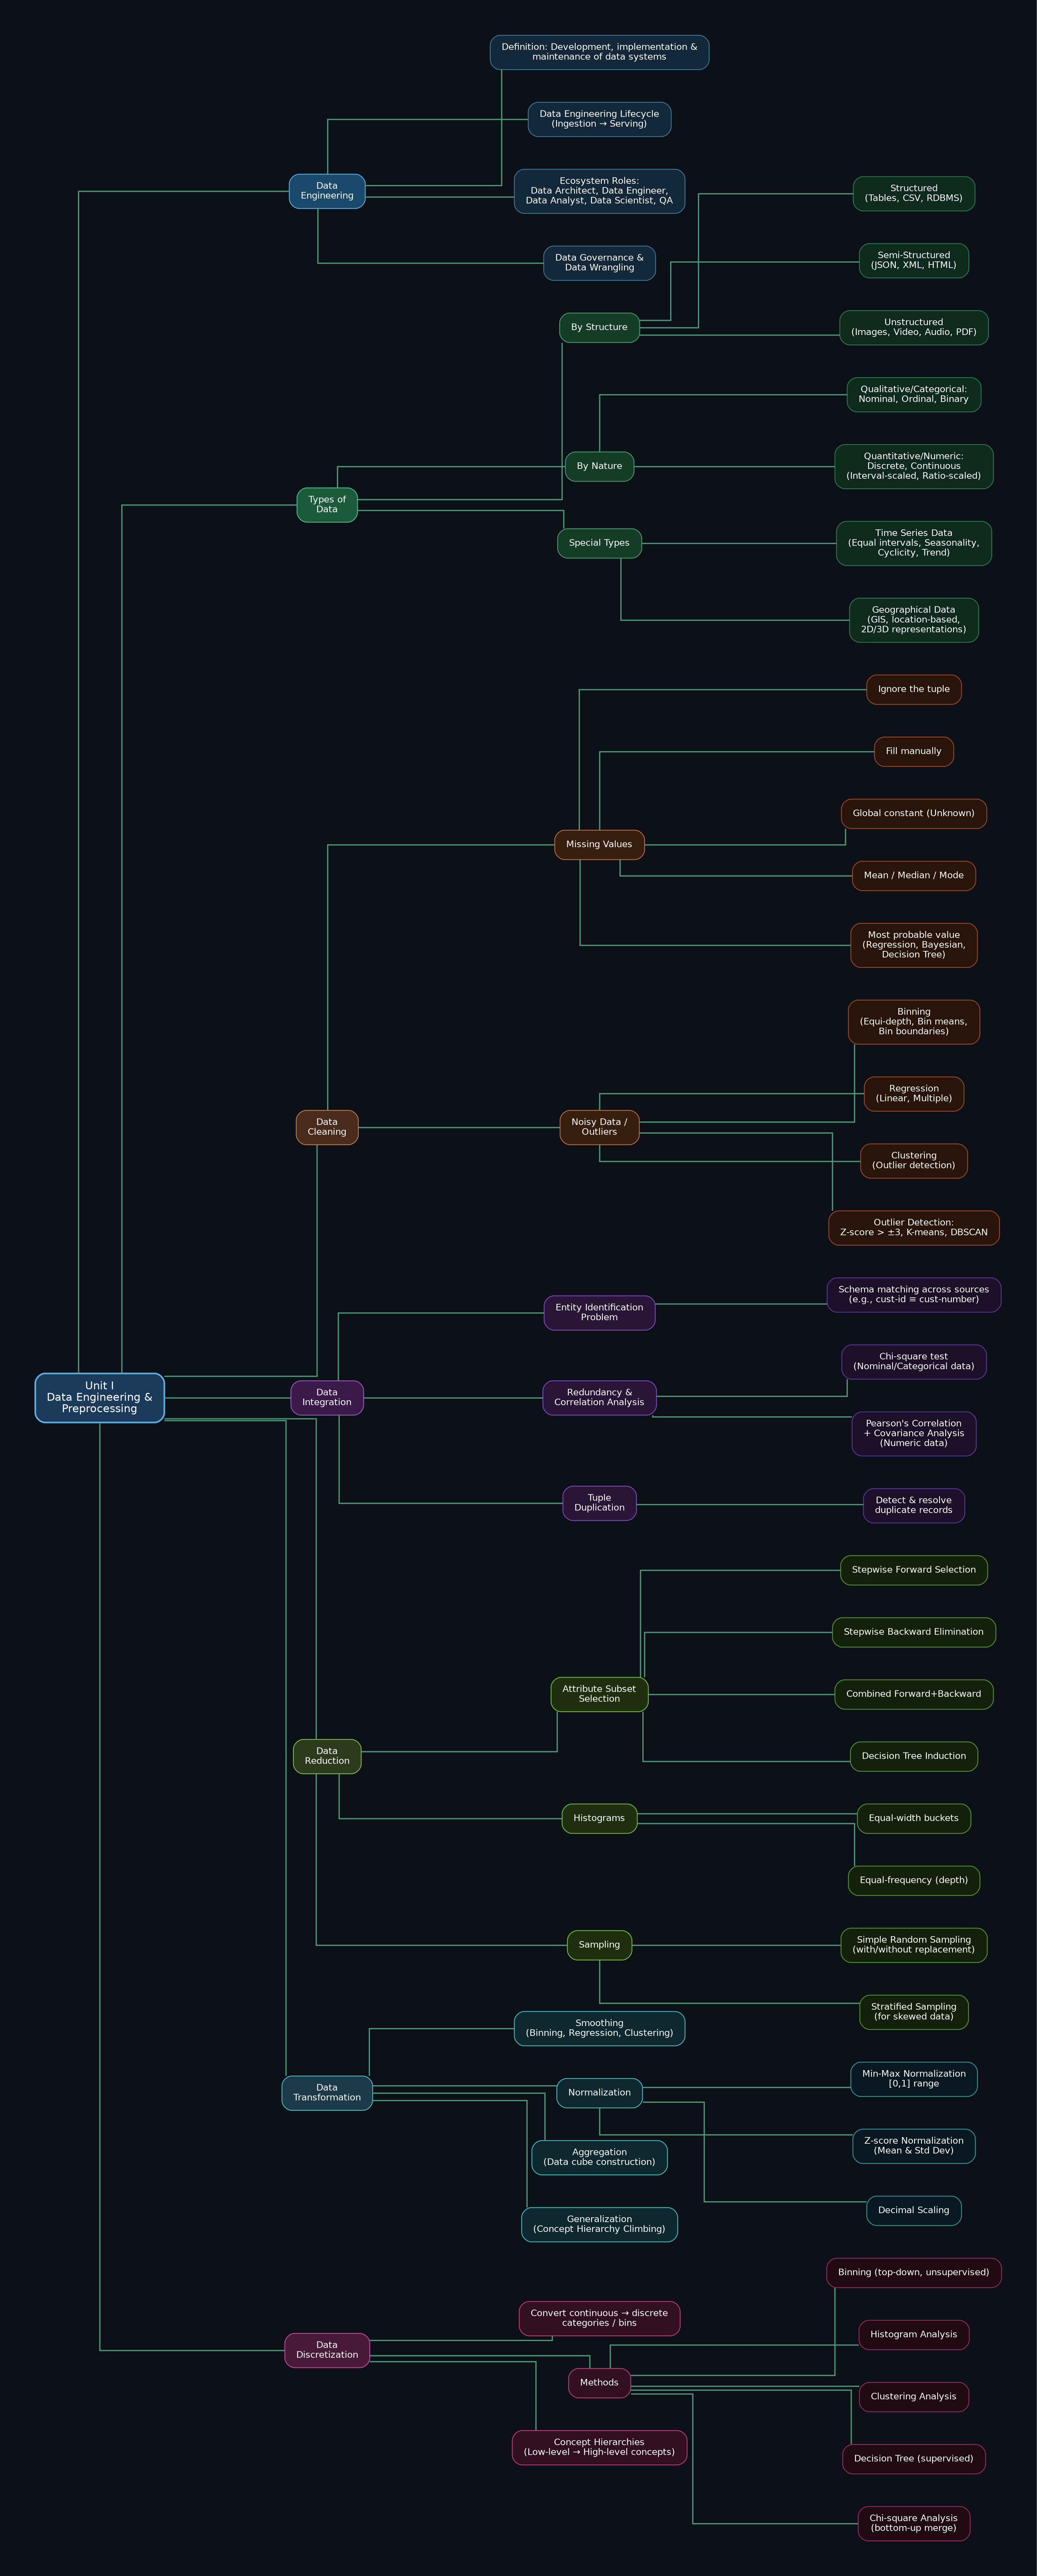 Unit I
Data Engineering &
Preprocessing
Data
Engineering
Definition: Development, implementation &
maintenance of data systems
Data Engineering Lifecycle
(Ingestion → Serving)
Ecosystem Roles:
Data Architect, Data Engineer,
Data Analyst, Data Scientist, QA
Data Governance &
Data Wrangling
Types of
Data
By Structure
Structured
(Tables, CSV, RDBMS)
Semi-Structured
(JSON, XML, HTML)
Unstructured
(Images, Video, Audio, PDF)
By Nature
Qualitative/Categorical:
Nominal, Ordinal, Binary
Quantitative/Numeric:
Discrete, Continuous
(Interval-scaled, Ratio-scaled)
Special Types
Time Series Data
(Equal intervals, Seasonality,
Cyclicity, Trend)
Geographical Data
(GIS, location-based,
2D/3D representations)
Data
Cleaning
Missing Values
Ignore the tuple
Fill manually
Global constant (Unknown)
Mean / Median / Mode
Most probable value
(Regression, Bayesian,
Decision Tree)
Noisy Data /
Outliers
Binning
(Equi-depth, Bin means,
Bin boundaries)
Regression
(Linear, Multiple)
Clustering
(Outlier detection)
Outlier Detection:
Z-score > ±3, K-means, DBSCAN
Data
Integration
Entity Identification
Problem
Schema matching across sources
(e.g., cust-id ≡ cust-number)
Redundancy &
Correlation Analysis
Chi-square test
(Nominal/Categorical data)
Pearson's Correlation
+ Covariance Analysis
(Numeric data)
Tuple
Duplication
Detect & resolve
duplicate records
Data
Reduction
Attribute Subset
Selection
Stepwise Forward Selection
Stepwise Backward Elimination
Combined Forward+Backward
Decision Tree Induction
Histograms
Equal-width buckets
Equal-frequency (depth)
Sampling
Simple Random Sampling
(with/without replacement)
Stratified Sampling
(for skewed data)
Data
Transformation
Smoothing
(Binning, Regression, Clustering)
Normalization
Min-Max Normalization
[0,1] range
Z-score Normalization
(Mean & Std Dev)
Decimal Scaling
Aggregation
(Data cube construction)
Generalization
(Concept Hierarchy Climbing)
Data
Discretization
Convert continuous → discrete
categories / bins
Methods
Binning (top-down, unsupervised)
Histogram Analysis
Clustering Analysis
Decision Tree (supervised)
Chi-square Analysis
(bottom-up merge)
Concept Hierarchies
(Low-level → High-level concepts)